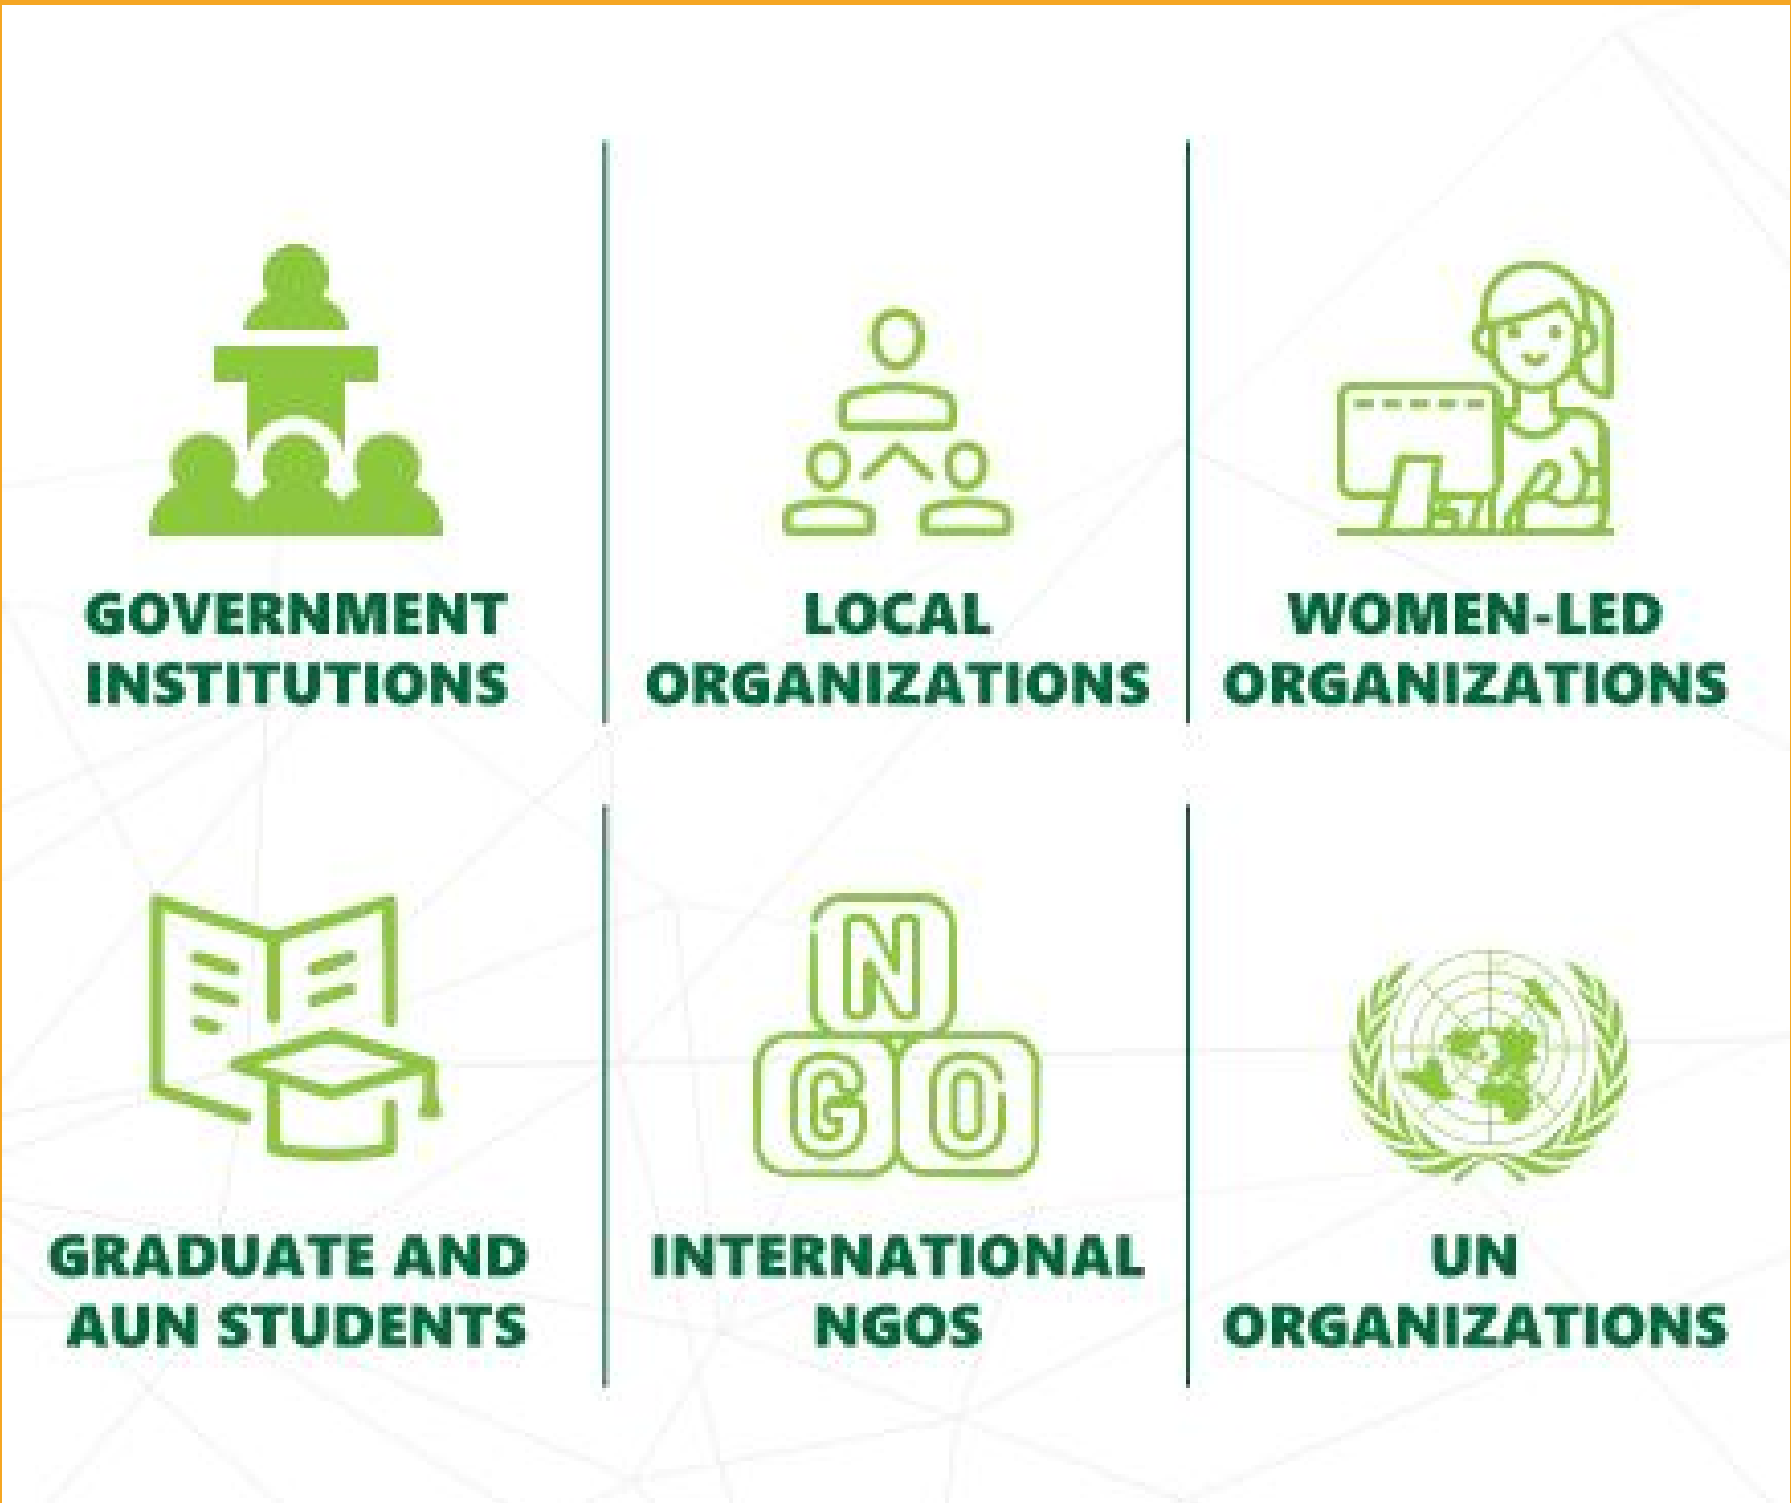 GOVERNMENT
INSTITUTIONS
LOCAL
ORGANIZATIONS
WOMEN-LED
ORGANIZATIONS
GRADUATE AND
AUN STUDENTS
N
G O
INTERNATIONAL
NGOS
UN
ORGANIZATIONS